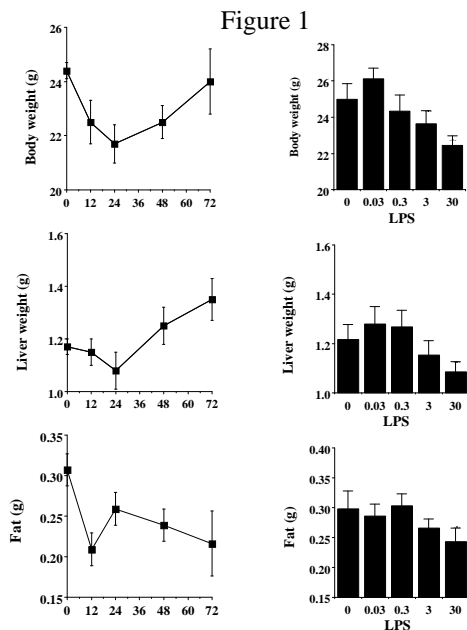 Figure 1
Body weight (g)
26
24
22
20
0 12 24 36 48 60 72
Body weight (g)
28
26
24
22
20
0 0.03 0.3 3 30
LPS
Liver weight (g)
1.6
1.4
1.2
1.0
0 12 24 36 48 60 72
Liver weight (g)
1.6
1.4
1.2
1.0
0 0.03 0.3 3 30
LPS
Fat (g)
0.35
0.30
0.25
0.20
0.15
0 12 24 36 48 60 72
Fat (g)
0.40
0.35
0.30
0.25
0.20
0.15
0 0.03 0.3 3 30
LPS